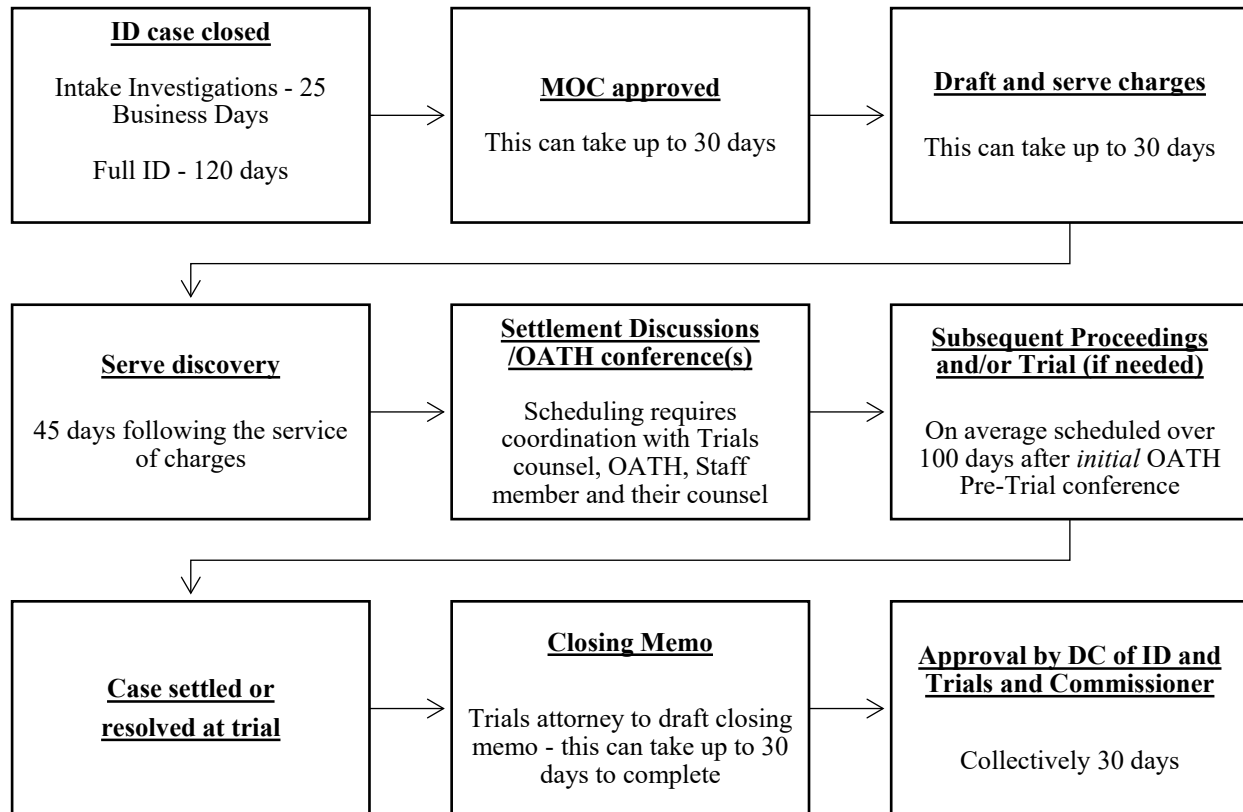 ID case closed
Intake Investigations - 25
Business Days
Full ID - 120 days
MOC approved
This can take up to 30 days
Draft and serve charges
This can take up to 30 days
Serve discovery
45 days following the service
of charges
Settlement Discussions
/OATH conference(s)
Scheduling requires
coordination with Trials
counsel, OATH, Staff
member and their counsel
Subsequent Proceedings
and/or Trial (if needed)
On average scheduled over
100 days after initial OATH
Pre-Trial conference
Case settled or
resolved at trial
Closing Memo
Trials attorney to draft closing
memo - this can take up to 30
days to complete
Approval by DC of ID and
Trials and Commissioner
Collectively 30 days